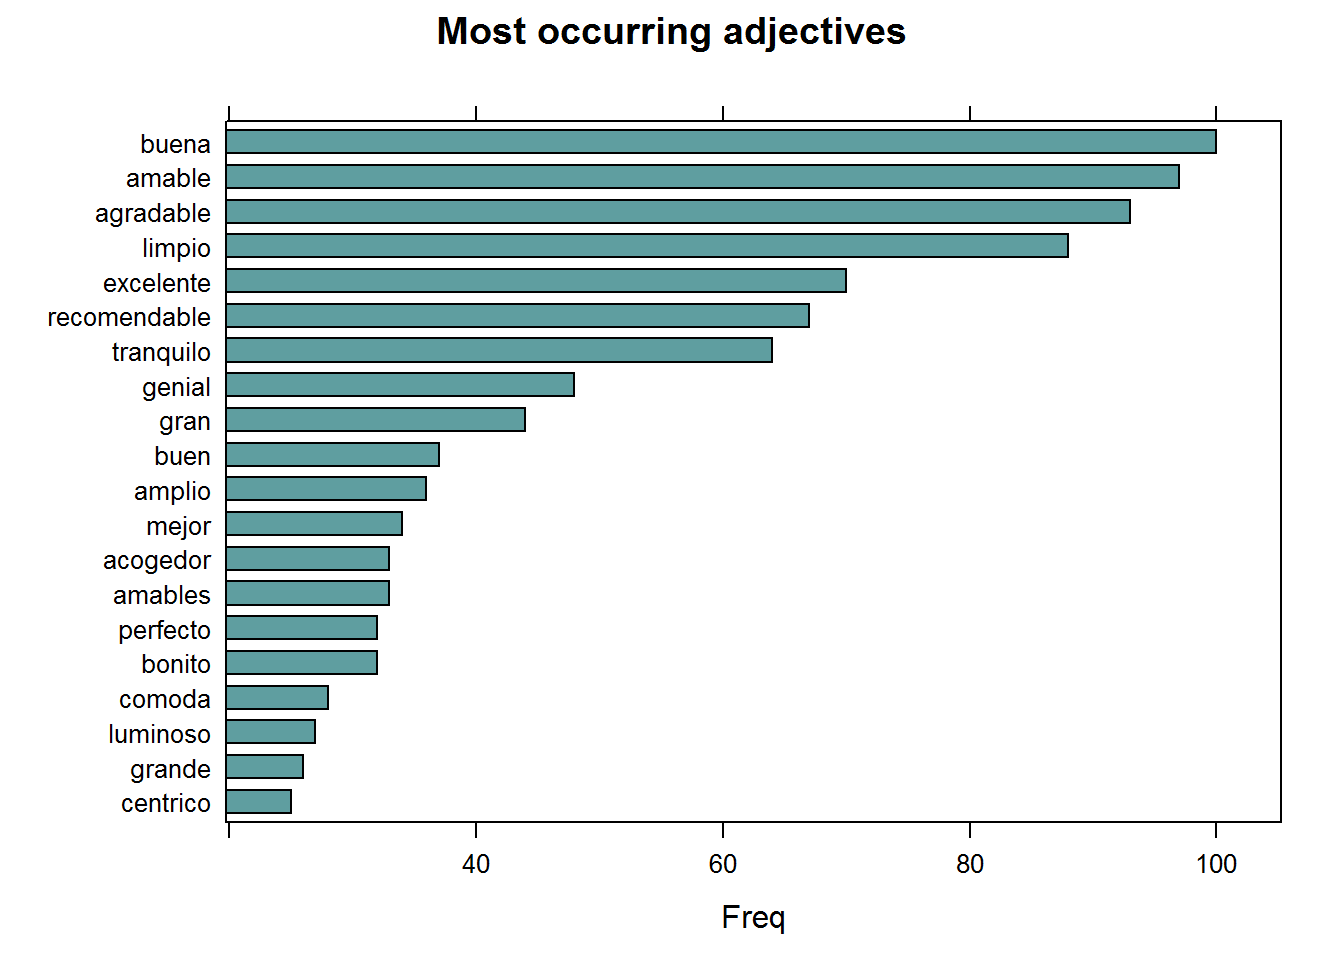 Most occurring adjectives
buena
amable
agradable
limpio
excelente
recomendable
tranquilo
genial
gran
buen
amplio
mejor
acogedor
amables
perfecto
bonito
comoda
luminoso
grande
centrico
40 60 80 100
Freq